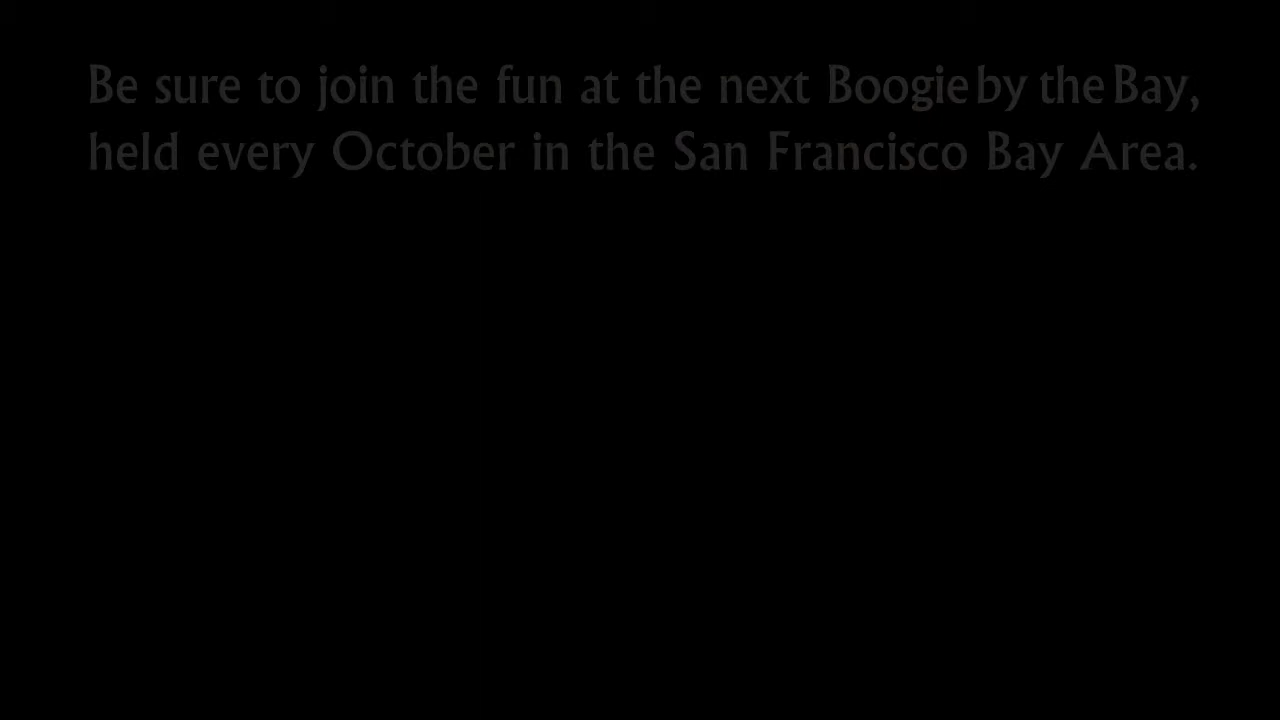 Be sure to join the fun at the next Boogie by the Bay,
held every October in the San Francisco Bay Area.